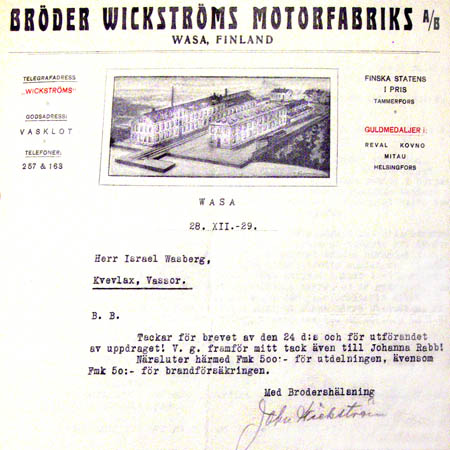 BRÖDER WICKSTRÖMS MOTORFABRIKS A/B
WASA, FINLAND
TELEGRAFADRESS
"WICKSTRÖMS"
GODSADRESS:
VASKLOT
TELEFONER:
257 & 163
FINSKA STATENS
I PRIS
TAMMERFORS
GULDMEDALJER I:
REVAL KOVNO
MITAU
HELSINGFORS
WASA
28. XII.-29.
Herr Israel Wasberg,
Kvevlax, Vassor.
B. B.
Tackar för brevet av den 24 d:s och för utförandet
av uppdraget! V. g. framför mitt tack även till Johanna Rabb!
Närsluter härmed Fmk 500:- för utdelningen, ävensom
Fmk 50:- för brandförsäkringen.
Med Brodershälsning
John Wickström